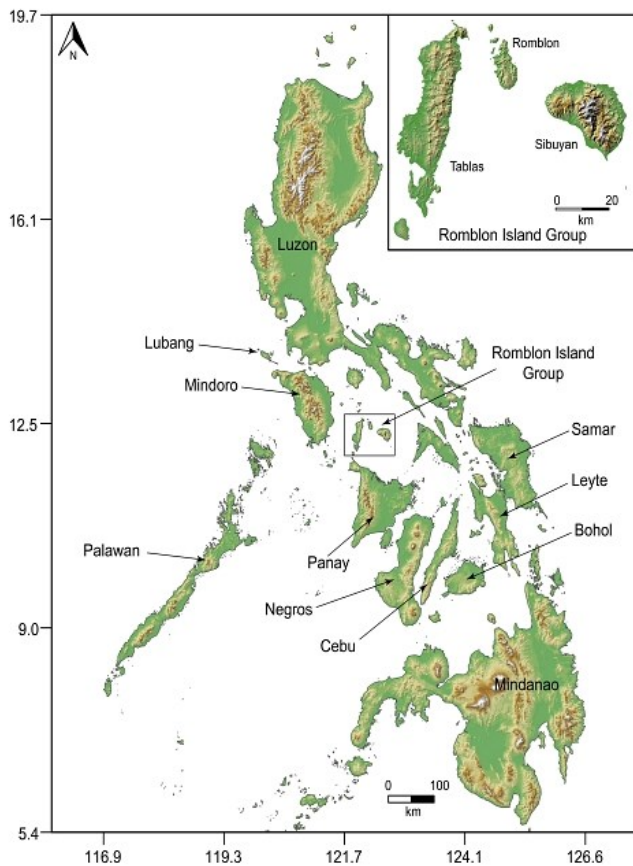 19.7
16.1
12.5
9.0
5.4
116.9
119.3
121.7
124.1
126.6
N
Romblon
Tablas
Sibuyan
0 20
km
Romblon Island Group
Luzon
Lubang
Mindoro
Romblon Island
Group
Samar
Leyte
Bohol
Palawan
Panay
Negros
Cebu
Mindanao
0 100
km